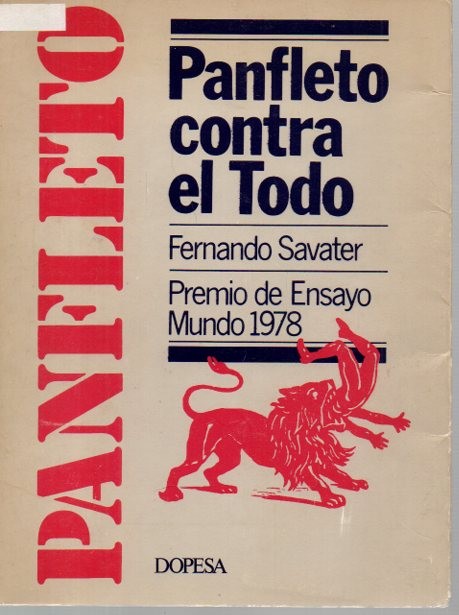 PANFLETO
Panfleto
contra
el Todo
Fernando Savater
Premio de Ensayo
Mundo 1978
DOPESA